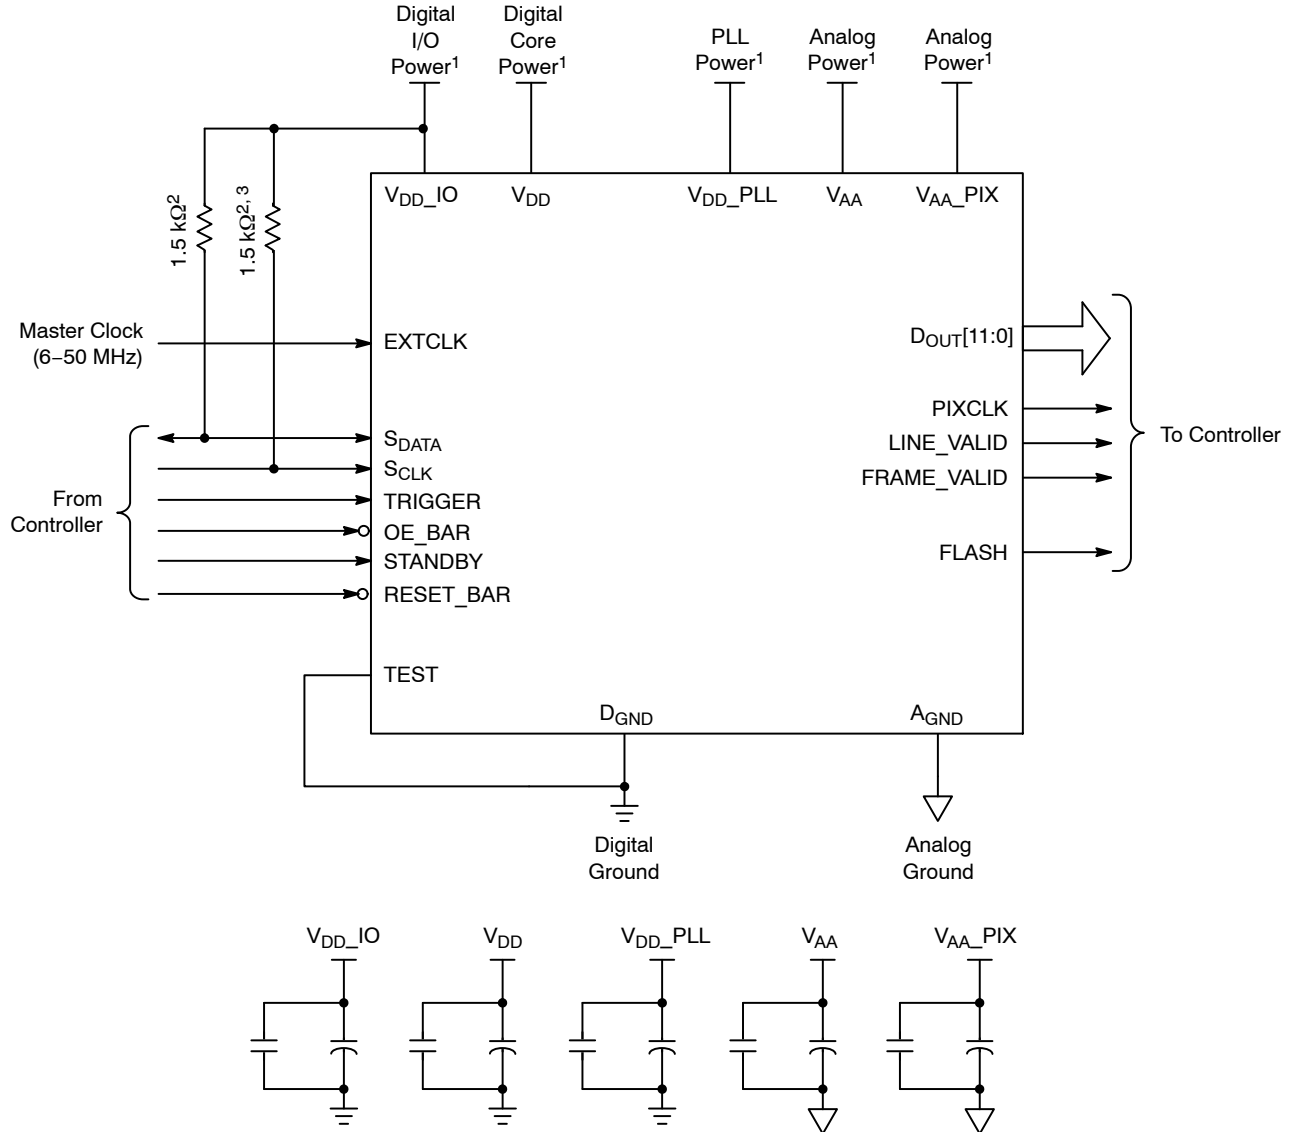 Digital
I/O
Power1
Digital
Core
Power1
PLL
Power1
Analog
Power1
Analog
Power1
VDD_IO
VDD
VDD_PLL
VAA
VAA_PIX
1.5 kΩ2
1.5 kΩ2, 3
Master Clock
(6–50 MHz)
EXTCLK
DOUT[11:0]
PIXCLK
LINE_VALID
FRAME_VALID
FLASH
To Controller
From
Controller
SDATA
SCLK
TRIGGER
OE_BAR
STANDBY
RESET_BAR
TEST
DGND
AGND
Digital
Ground
Analog
Ground
VDD_IO
VDD
VDD_PLL
VAA
VAA_PIX